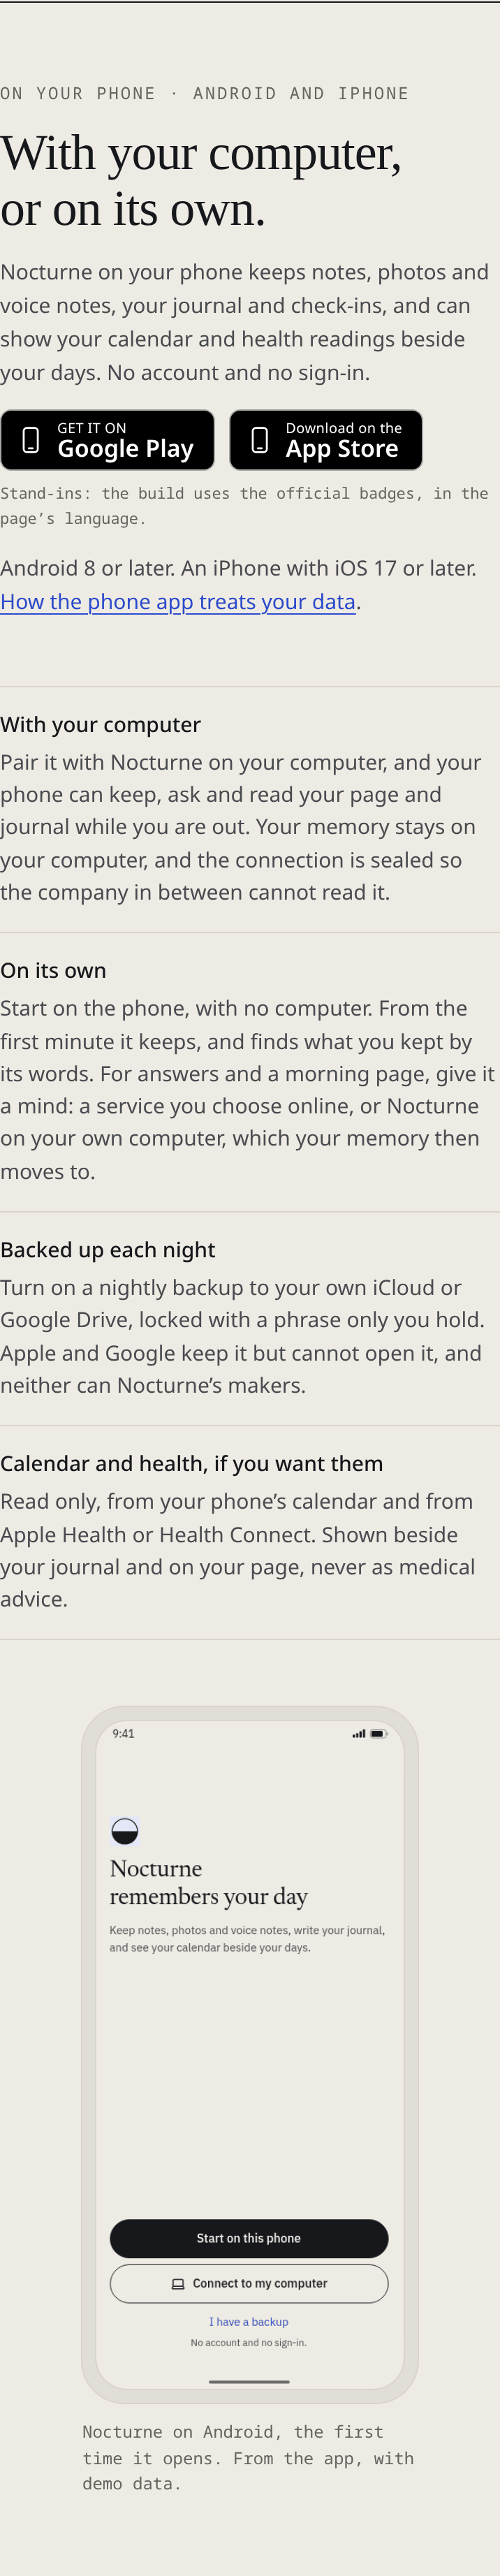 ON YOUR PHONE · ANDROID AND IPHONE
With your computer,
or on its own.
Nocturne on your phone keeps notes, photos and
voice notes, your journal and check-ins, and can
show your calendar and health readings beside
your days. No account and no sign-in.
GET IT ON
Google Play
Download on the
App Store
Stand-ins: the build uses the official badges, in the
page’s language.
Android 8 or later. An iPhone with iOS 17 or later.
How the phone app treats your data.
With your computer
Pair it with Nocturne on your computer, and your
phone can keep, ask and read your page and
journal while you are out. Your memory stays on
your computer, and the connection is sealed so
the company in between cannot read it.
On its own
Start on the phone, with no computer. From the
first minute it keeps, and finds what you kept by
its words. For answers and a morning page, give it
a mind: a service you choose online, or Nocturne
on your own computer, which your memory then
moves to.
Backed up each night
Turn on a nightly backup to your own iCloud or
Google Drive, locked with a phrase only you hold.
Apple and Google keep it but cannot open it, and
neither can Nocturne’s makers.
Calendar and health, if you want them
Read only, from your phone’s calendar and from
Apple Health or Health Connect. Shown beside
your journal and on your page, never as medical
advice.
9:41
Nocturne
remembers your day
Keep notes, photos and voice notes, write your journal,
and see your calendar beside your days.
Start on this phone
Connect to my computer
I have a backup
No account and no sign-in.
Nocturne on Android, the first
time it opens. From the app, with
demo data.